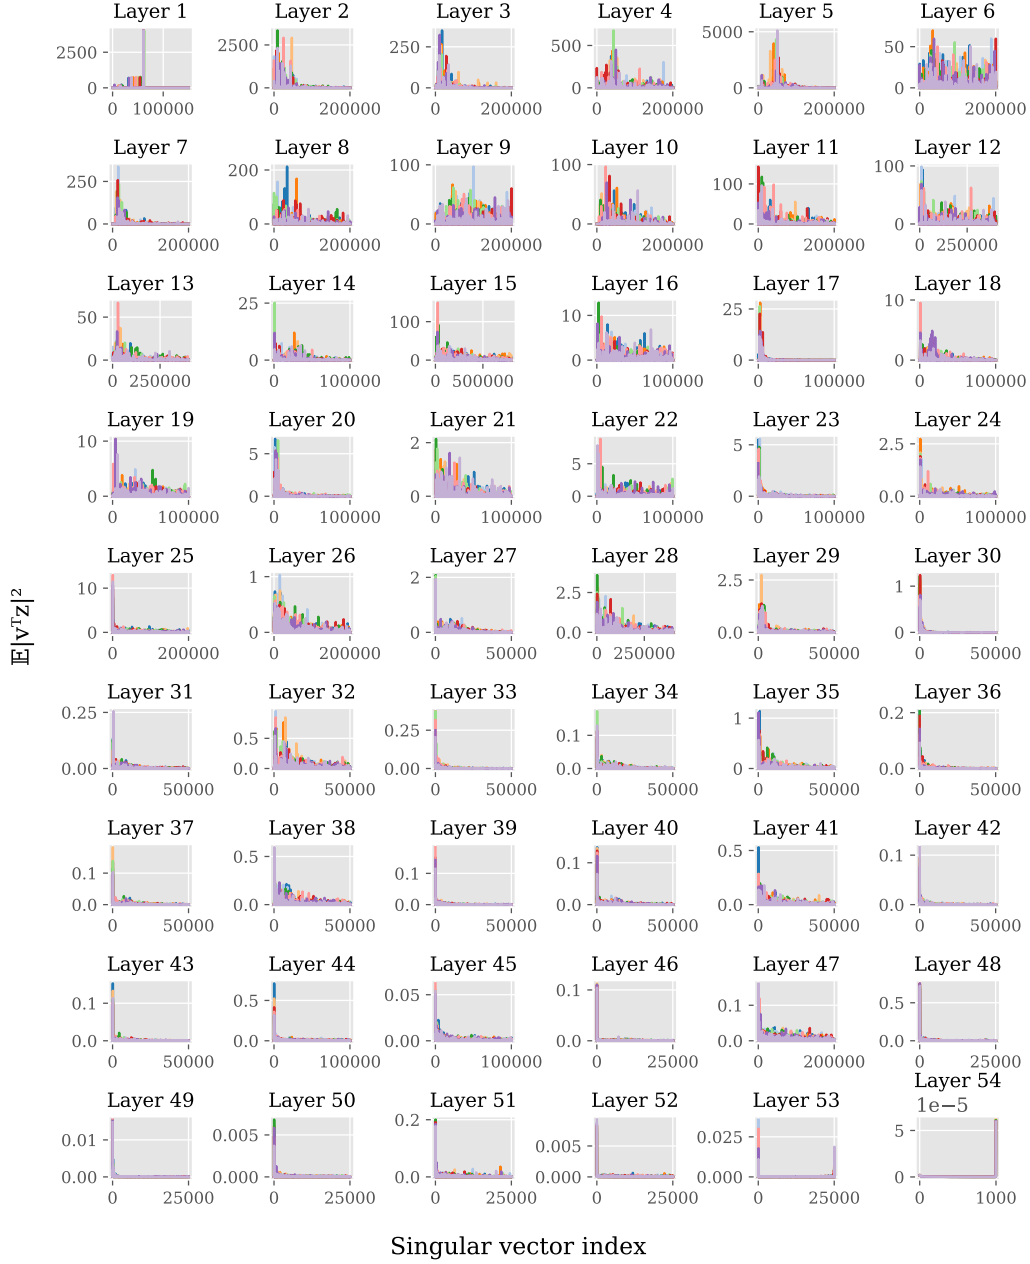 Layer 1 Layer 2 Layer 3 Layer 4 Layer 5 Layer 6
2500 0 2500 0 250 0 500 0 5000 0 50 0
0 100000 0 200000 0 200000 0 200000 0 200000 0 200000
Layer 7 Layer 8 Layer 9 Layer 10 Layer 11 Layer 12
250 0 200 0 100 0 100 0 100 0 100 0
0 200000 0 200000 0 200000 0 200000 0 200000 0 250000
Layer 13 Layer 14 Layer 15 Layer 16 Layer 17 Layer 18
50 0 25 0 100 0 10 0 25 0 10 0
0 250000 0 100000 0 500000 0 100000 0 100000 0 100000
Layer 19 Layer 20 Layer 21 Layer 22 Layer 23 Layer 24
10 0 5 0 2 0 5 0 5 0 2.5 0.0
0 100000 0 200000 0 100000 0 100000 0 100000 0 100000
Layer 25 Layer 26 Layer 27 Layer 28 Layer 29 Layer 30
10 0 1 0 2 0 2.5 0.0 2.5 0.0 1 0
0 200000 0 200000 0 50000 0 250000 0 50000 0 50000
𝔼|vᵀz|²
Layer 31 Layer 32 Layer 33 Layer 34 Layer 35 Layer 36
0.25 0.00 0.5 0.0 0.25 0.00 0.1 0.0 1 0 0.2 0.0
0 50000 0 50000 0 50000 0 50000 0 50000 0 50000
Layer 37 Layer 38 Layer 39 Layer 40 Layer 41 Layer 42
0.1 0.0 0.5 0.0 0.1 0.0 0.1 0.0 0.5 0.0 0.1 0.0
0 50000 0 50000 0 50000 0 50000 0 50000 0 50000
Layer 43 Layer 44 Layer 45 Layer 46 Layer 47 Layer 48
0.1 0.0 0.5 0.0 0.05 0.00 0.1 0.0 0.1 0.0 0.5 0.0
0 50000 0 100000 0 100000 0 25000 0 200000 0 25000
Layer 49 Layer 50 Layer 51 Layer 52 Layer 53 Layer 54
1e−5
0.01 0.00 0.005 0.000 0.2 0.0 0.005 0.000 0.025 0.000 5 0
0 25000 0 25000 0 25000 0 25000 0 25000 0 1000
Singular vector index